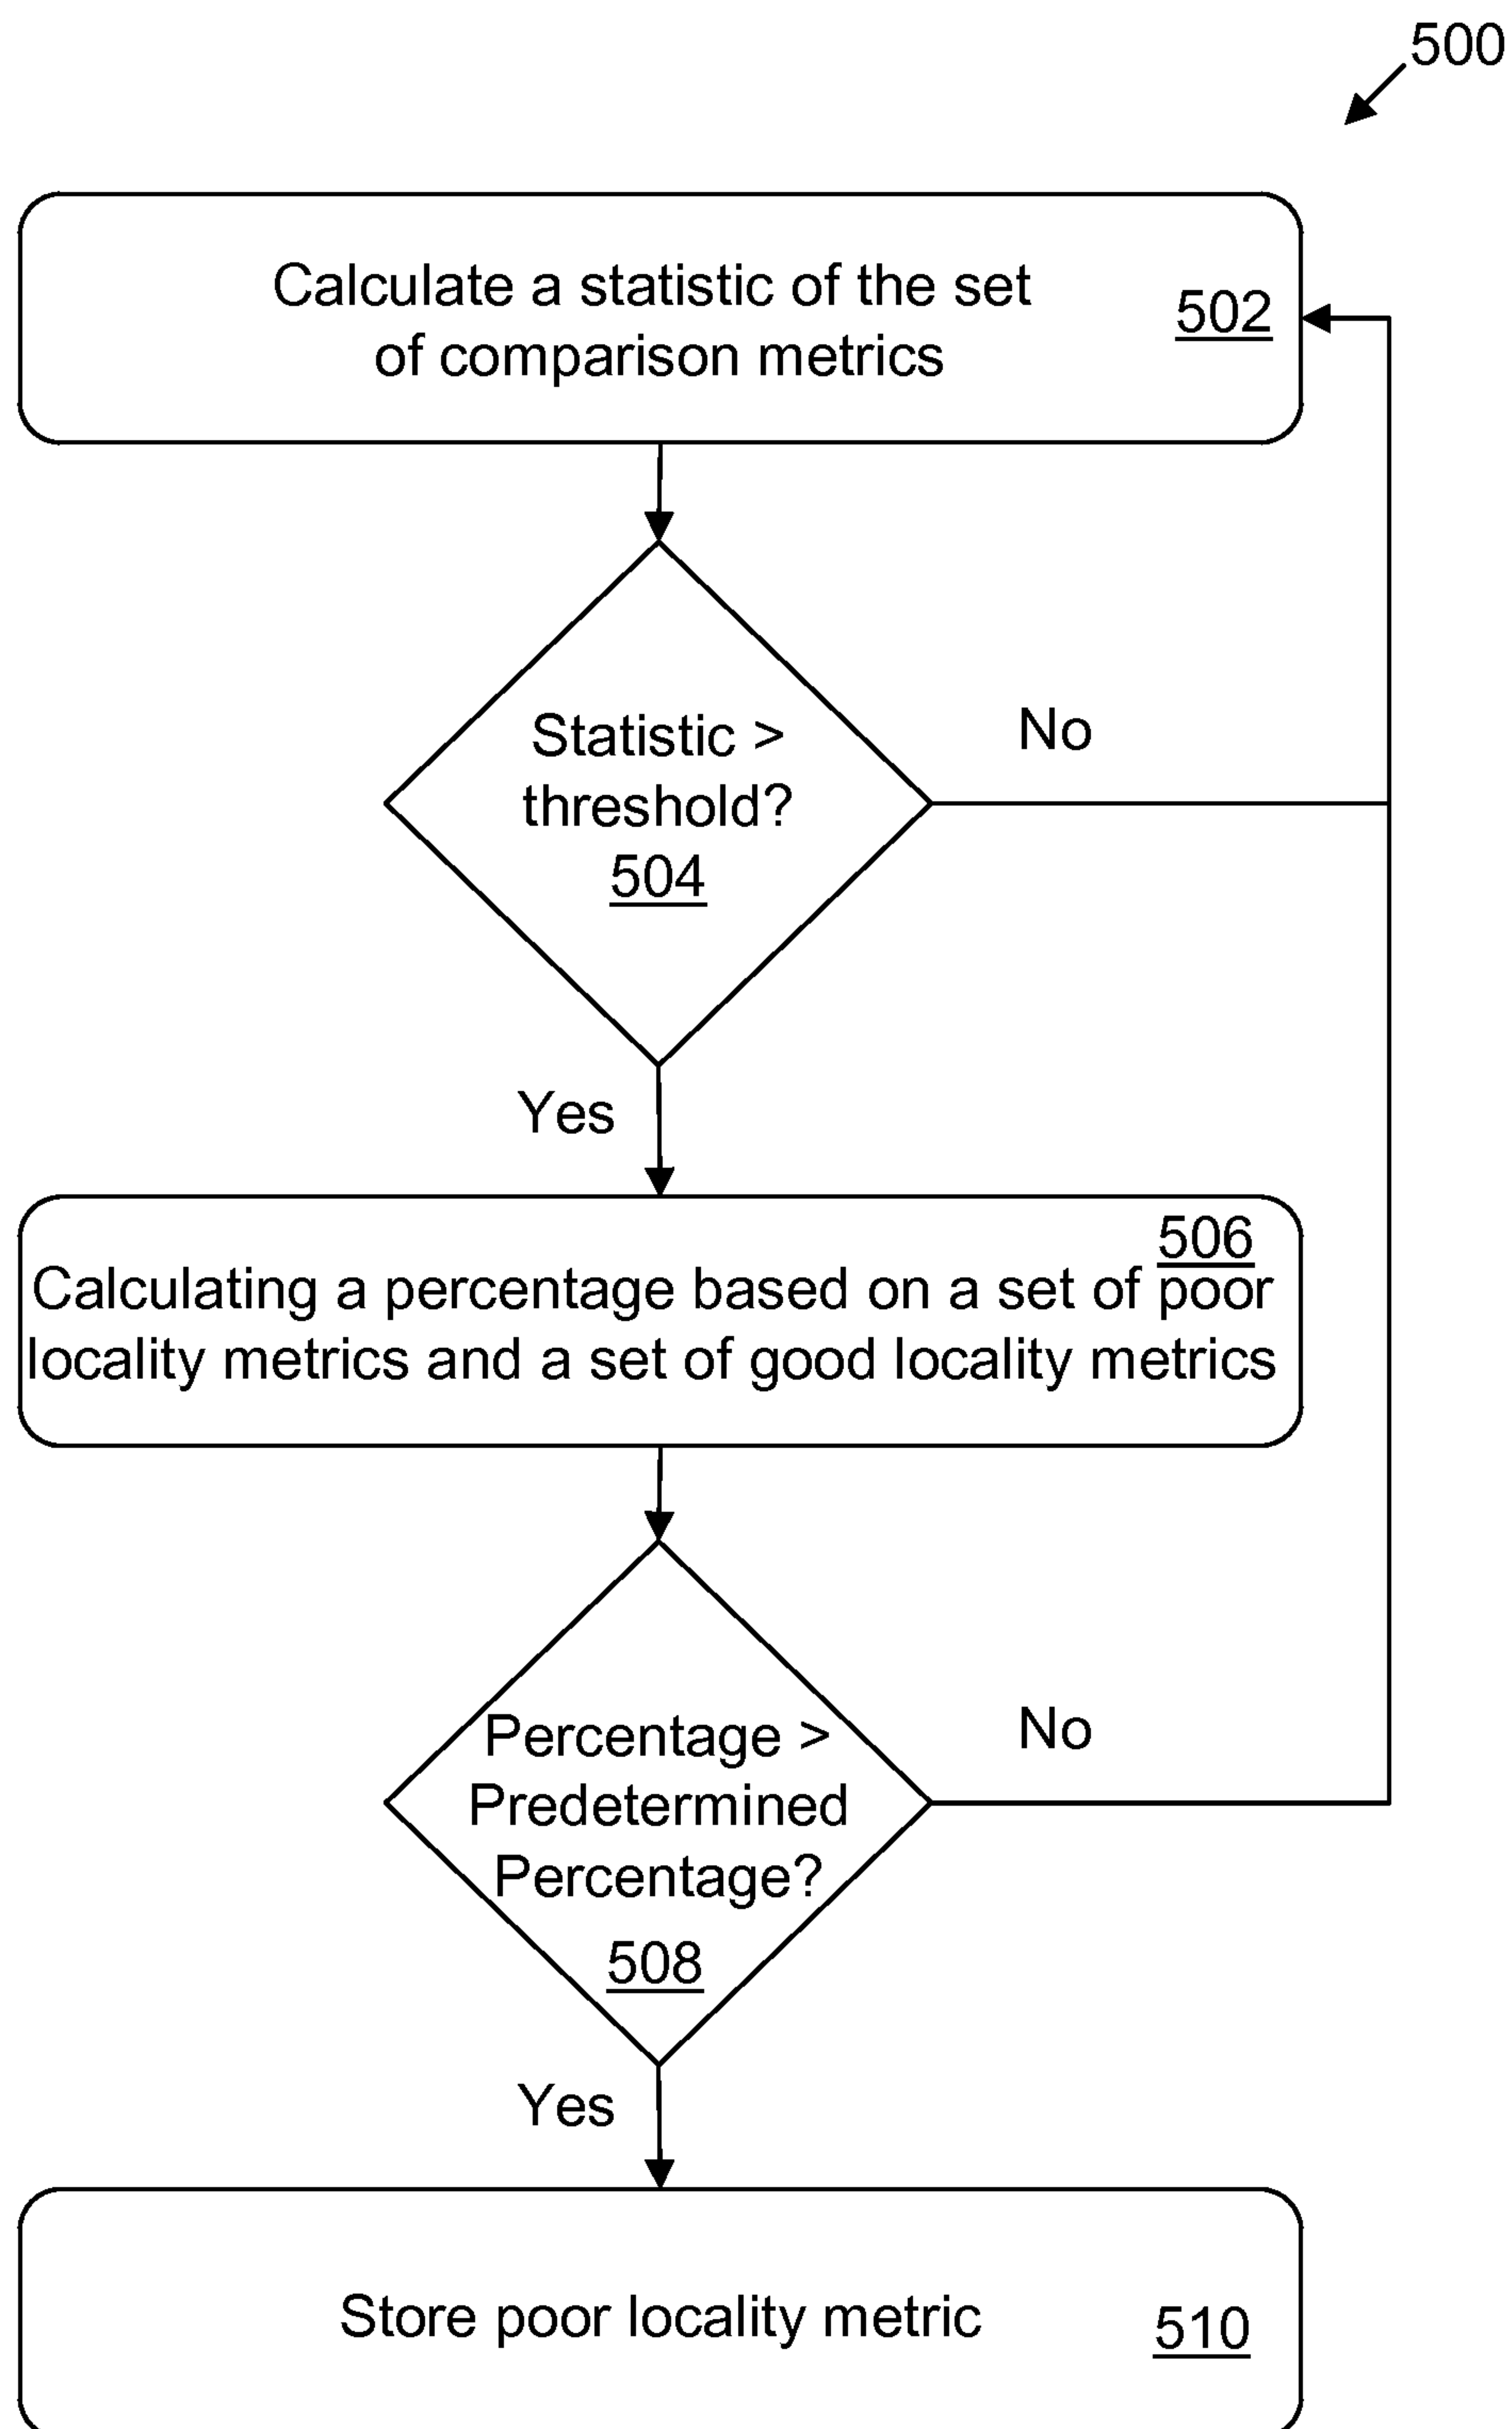 500
Calculate a statistic of the set
of comparison metrics
502
Statistic >
threshold?
504
No
Yes
506
Calculating a percentage based on a set of poor
locality metrics and a set of good locality metrics
Percentage >
Predetermined
Percentage?
508
No
Yes
Store poor locality metric
510